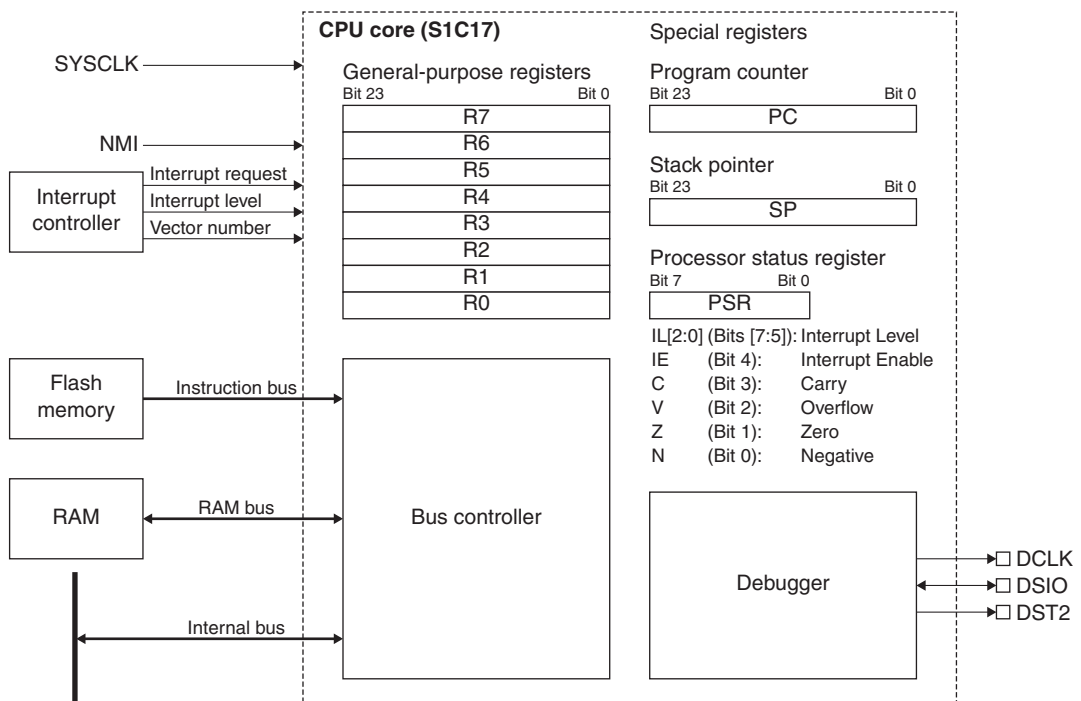 CPU core (S1C17)
Special registers
SYSCLK
General-purpose registers
Bit 23 Bit 0
R7
R6
R5
R4
R3
R2
R1
R0
Program counter
Bit 23 Bit 0
PC
NMI
Interrupt controller
Interrupt request
Interrupt level
Vector number
Stack pointer
Bit 23 Bit 0
SP
Processor status register
Bit 7 Bit 0
PSR
IL[2:0] (Bits [7:5]): Interrupt Level
IE (Bit 4): Interrupt Enable
C (Bit 3): Carry
V (Bit 2): Overflow
Z (Bit 1): Zero
N (Bit 0): Negative
Flash
memory
Instruction bus
RAM
RAM bus
Bus controller
Internal bus
Debugger
DCLK
DSIO
DST2